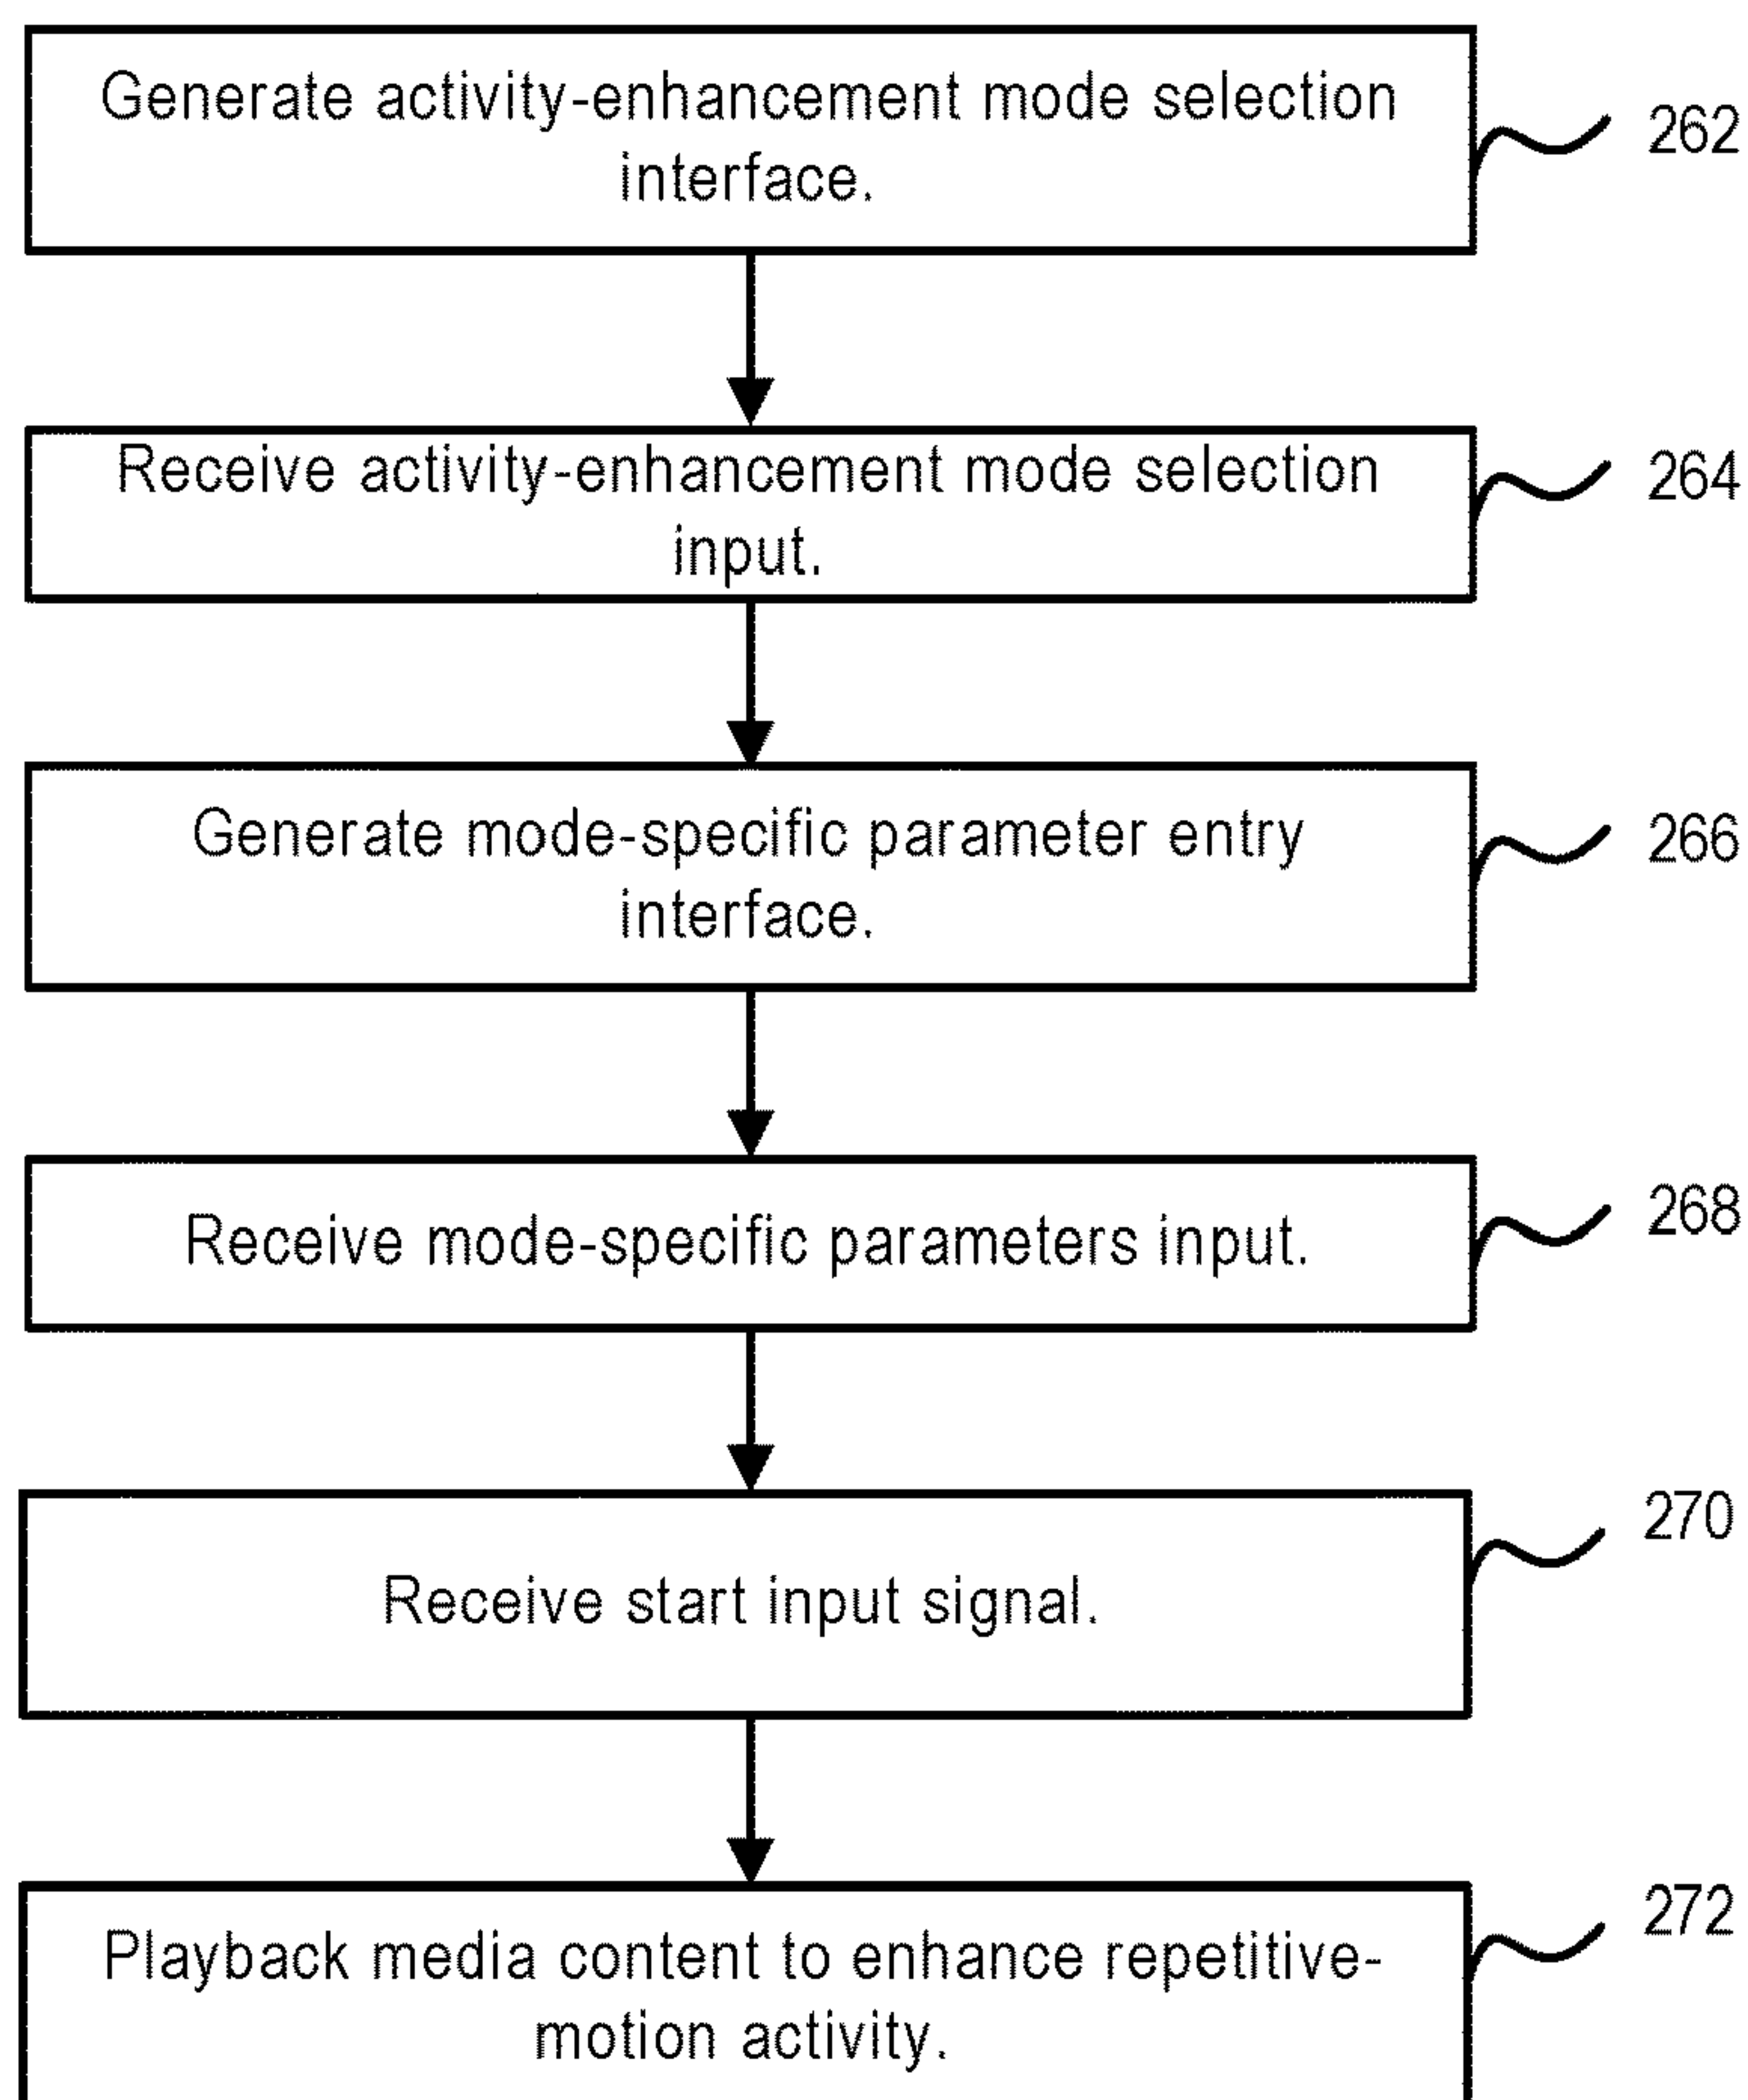 Generate activity-enhancement mode selection
interface.
262
Receive activity-enhancement mode selection
input.
264
Generate mode-specific parameter entry
interface.
266
Receive mode-specific parameters input.
268
Receive start input signal.
270
Playback media content to enhance repetitive-
motion activity.
272